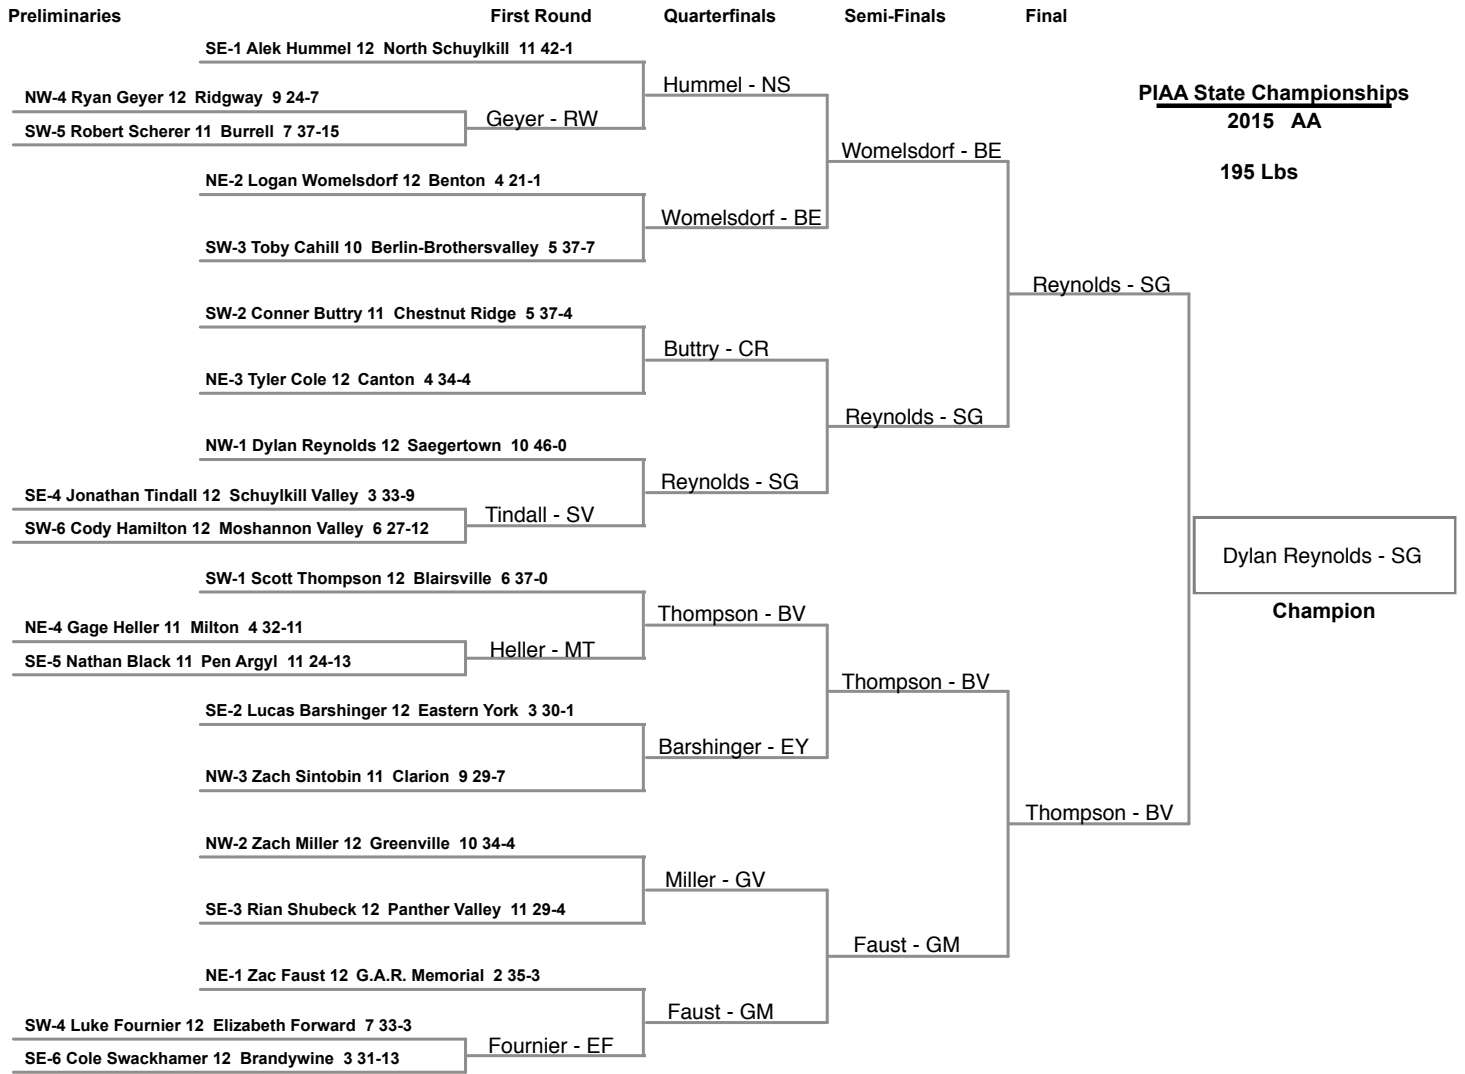 Preliminaries First Round Quarterfinals Semi-Finals Final
SE-1 Alek Hummel 12 North Schuylkill 11 42-1
Hummel - NS
PIAA State Championships
NW-4 Ryan Geyer 12 Ridgway 9 24-7
Geyer - RW
2015 AA
SW-5 Robert Scherer 11 Burrell 7 37-15
Womelsdorf - BE
195 Lbs
NE-2 Logan Womelsdorf 12 Benton 4 21-1
Womelsdorf - BE
SW-3 Toby Cahill 10 Berlin-Brothersvalley 5 37-7
Reynolds - SG
SW-2 Conner Buttry 11 Chestnut Ridge 5 37-4
Buttry - CR
NE-3 Tyler Cole 12 Canton 4 34-4
Reynolds - SG
NW-1 Dylan Reynolds 12 Saegertown 10 46-0
Reynolds - SG
SE-4 Jonathan Tindall 12 Schuylkill Valley 3 33-9
Tindall - SV
SW-6 Cody Hamilton 12 Moshannon Valley 6 27-12
Dylan Reynolds - SG
SW-1 Scott Thompson 12 Blairsville 6 37-0
Champion
Thompson - BV
NE-4 Gage Heller 11 Milton 4 32-11
Heller - MT
SE-5 Nathan Black 11 Pen Argyl 11 24-13
Thompson - BV
SE-2 Lucas Barshinger 12 Eastern York 3 30-1
Barshinger - EY
NW-3 Zach Sintobin 11 Clarion 9 29-7
Thompson - BV
NW-2 Zach Miller 12 Greenville 10 34-4
Miller - GV
SE-3 Rian Shubeck 12 Panther Valley 11 29-4
Faust - GM
NE-1 Zac Faust 12 G.A.R. Memorial 2 35-3
Faust - GM
SW-4 Luke Fournier 12 Elizabeth Forward 7 33-3
Fournier - EF
SE-6 Cole Swackhamer 12 Brandywine 3 31-13